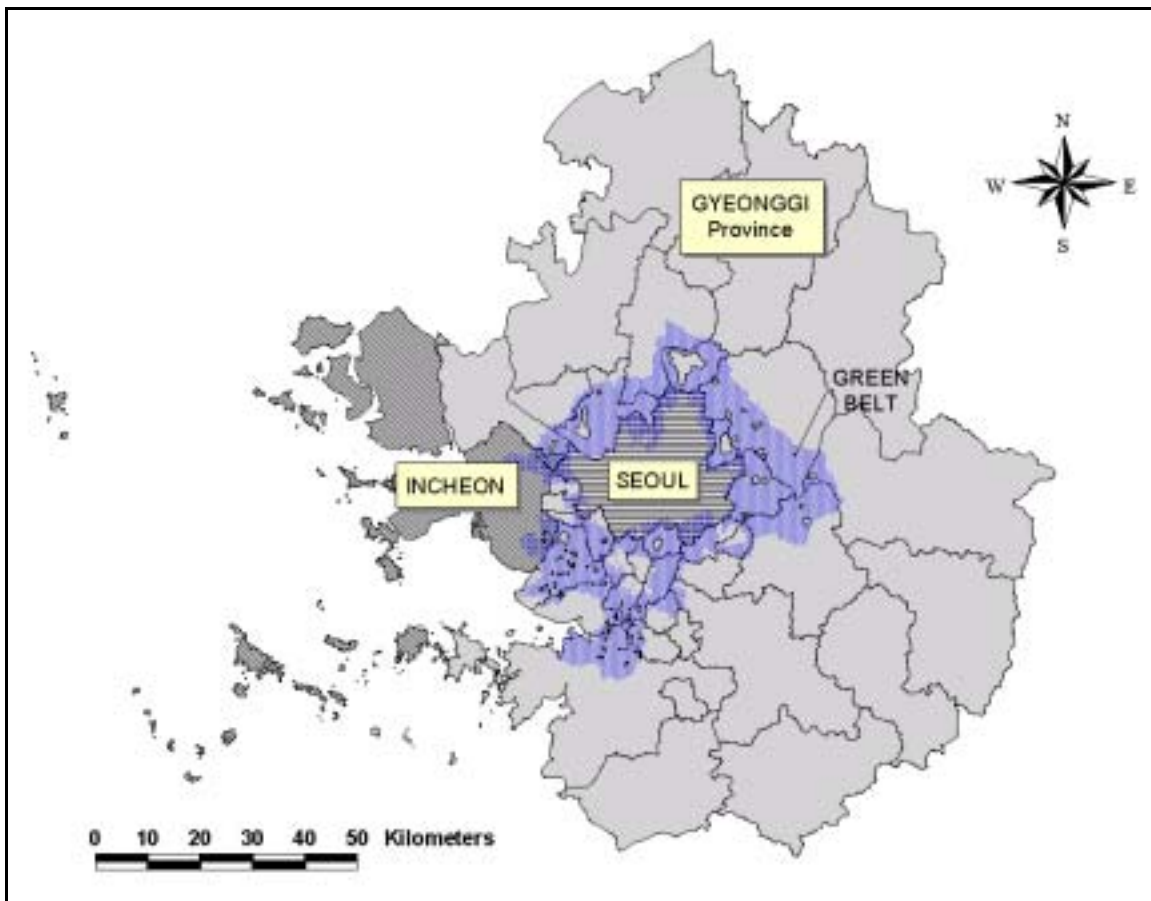 N
W E
S
GYEONGGI
Province
GREEN
BELT
INCHEON
SEOUL
0 10 20 30 40 50 Kilometers